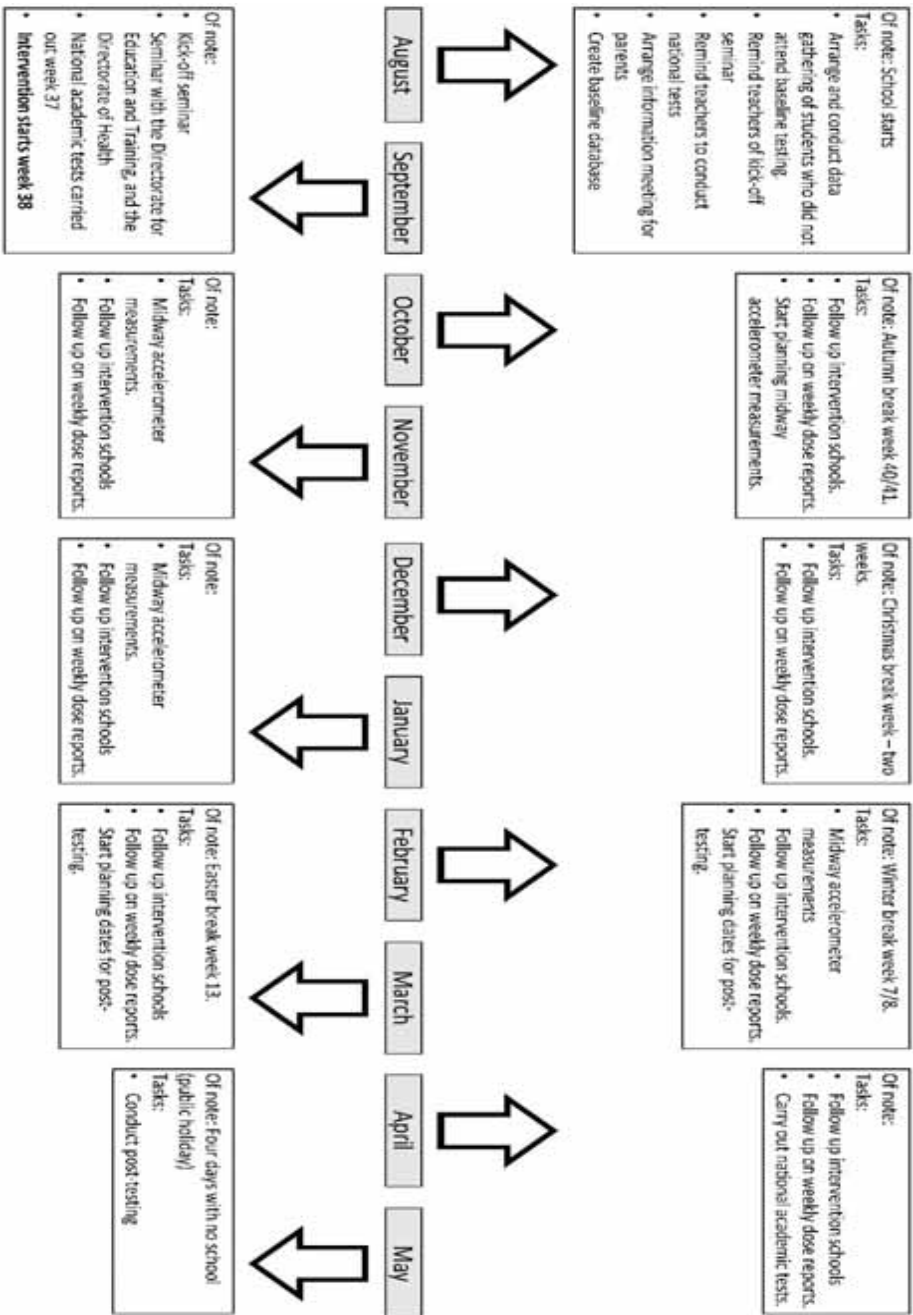 Of note: School starts
Tasks:
• Arrange and conduct data
gathering of students who did not
attend baseline testing.
• Remind teachers of kick-off
seminar
• Remind teachers to conduct
national tests
• Arrange information meeting for
parents
• Create baseline database
Of note: Autumn break week 40/41.
Tasks:
• Follow up intervention schools.
• Follow up on weekly dose reports.
• Start planning midway
accelerometer measurements.
Of note: Christmas break week – two
weeks.
Tasks:
• Follow up intervention schools.
• Follow up on weekly dose reports.
Of note: Winter break week 7/8.
Tasks:
• Midway accelerometer
measurements
• Follow up intervention schools.
• Follow up on weekly dose reports.
• Start planning dates for post-
testing.
Of note:
Tasks:
• Follow up intervention schools
• Follow up on weekly dose reports.
• Carry out national academic tests.
August
September
October
November
December
January
February
March
April
May
Of note:
• Kick-off seminar
• Seminar with the Directorate for
Education and Training, and the
Directorate of Health
• National academic tests carried
out week 37
• Intervention starts week 38
Of note:
Tasks:
• Midway accelerometer
measurements.
• Follow up intervention schools
• Follow up on weekly dose reports.
Of note:
Tasks:
• Midway accelerometer
measurements.
• Follow up intervention schools
• Follow up on weekly dose reports.
Of note: Easter break week 13.
Tasks:
• Follow up intervention schools
• Follow up on weekly dose reports.
• Start planning dates for post-
testing.
Of note: Four days with no school
(public holiday)
Tasks:
• Conduct post-testing